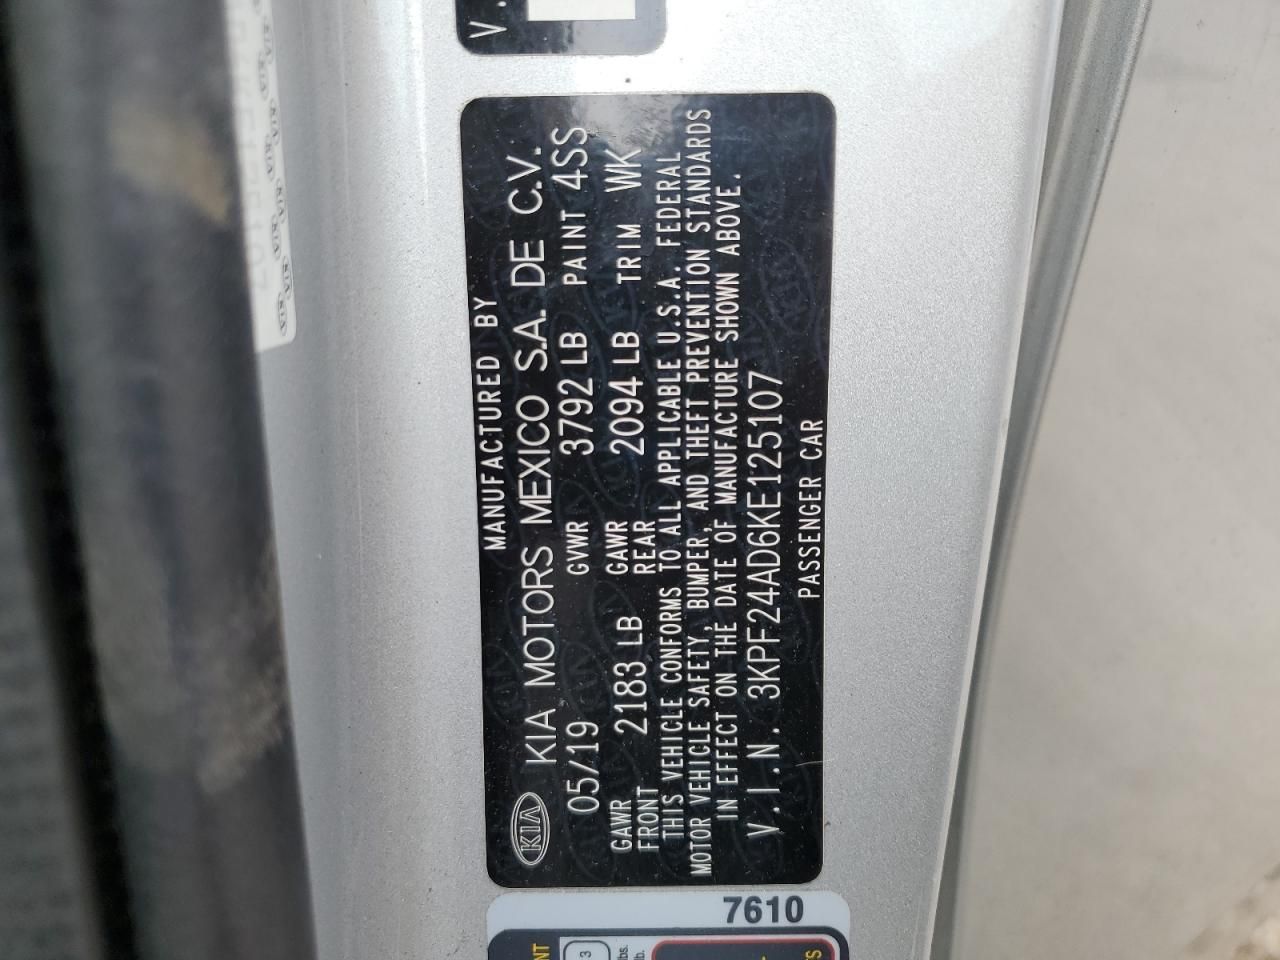 MANUFACTURED BY
KIA KIA MOTORS MEXICO S.A. DE C.V.
05/19 GVWR 3792 LB PAINT 4SS
GAWR FRONT 2183 LB GAWR REAR 2094 LB TRIM WK
THIS VEHICLE CONFORMS TO ALL APPLICABLE U.S.A. FEDERAL
MOTOR VEHICLE SAFETY, BUMPER, AND THEFT PREVENTION STANDARDS
IN EFFECT ON THE DATE OF MANUFACTURE SHOWN ABOVE.
V.I.N. 3KPF24AD6KE125107
PASSENGER CAR
7610
V.
3